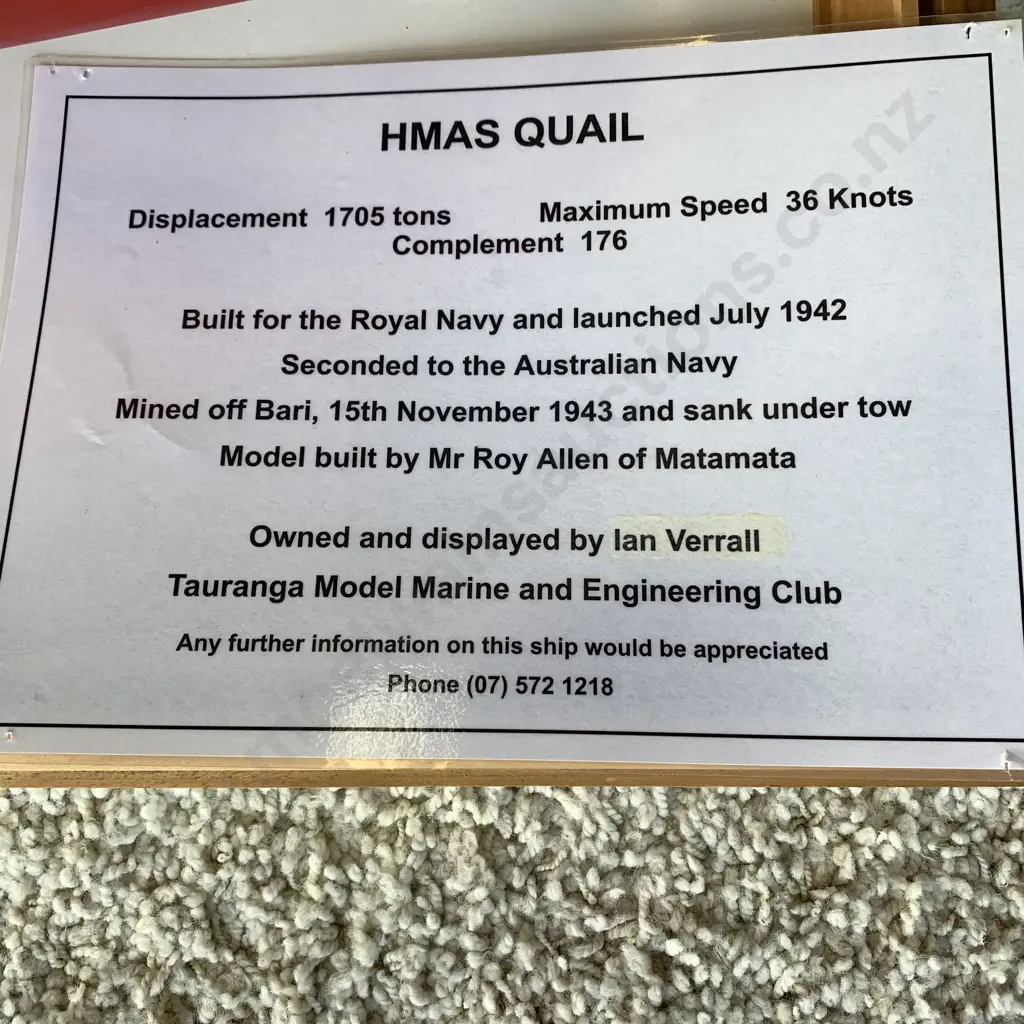 HMAS QUAIL
Displacement 1705 tons Maximum Speed 36 Knots
Complement 176
Built for the Royal Navy and launched July 1942
Seconded to the Australian Navy
Mined off Bari, 15th November 1943 and sank under tow
Model built by Mr Roy Allen of Matamata
Owned and displayed by Ian Verrall
Tauranga Model Marine and Engineering Club
Any further information on this ship would be appreciated
Phone (07) 572 1218